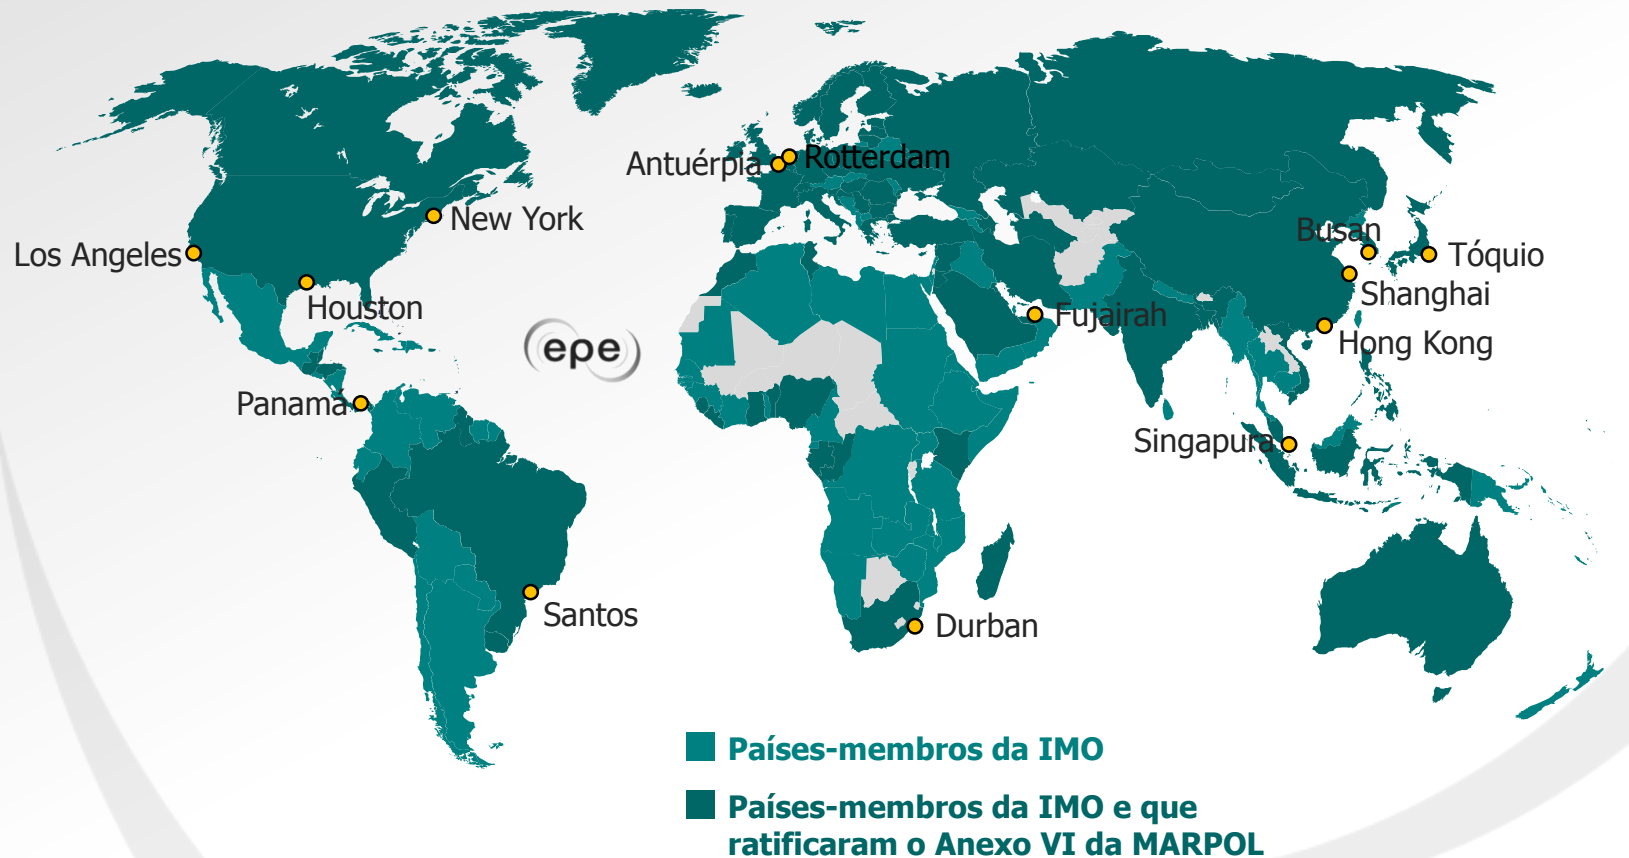 Antuérpia
Rotterdam
New York
Los Angeles
Houston
Busan
Tóquio
Shanghai
Fujairah
Hong Kong
epe
Panamá
Singapura
Santos
Durban
Países-membros da IMO
Países-membros da IMO e que
ratificaram o Anexo VI da MARPOL